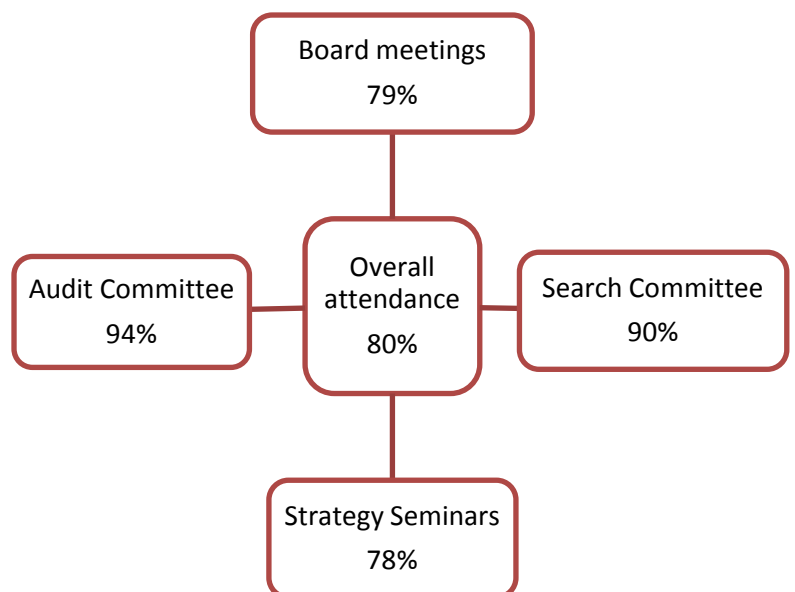 Board meetings
79%
Audit Committee
94%
Overall
attendance
80%
Search Committee
90%
Strategy Seminars
78%